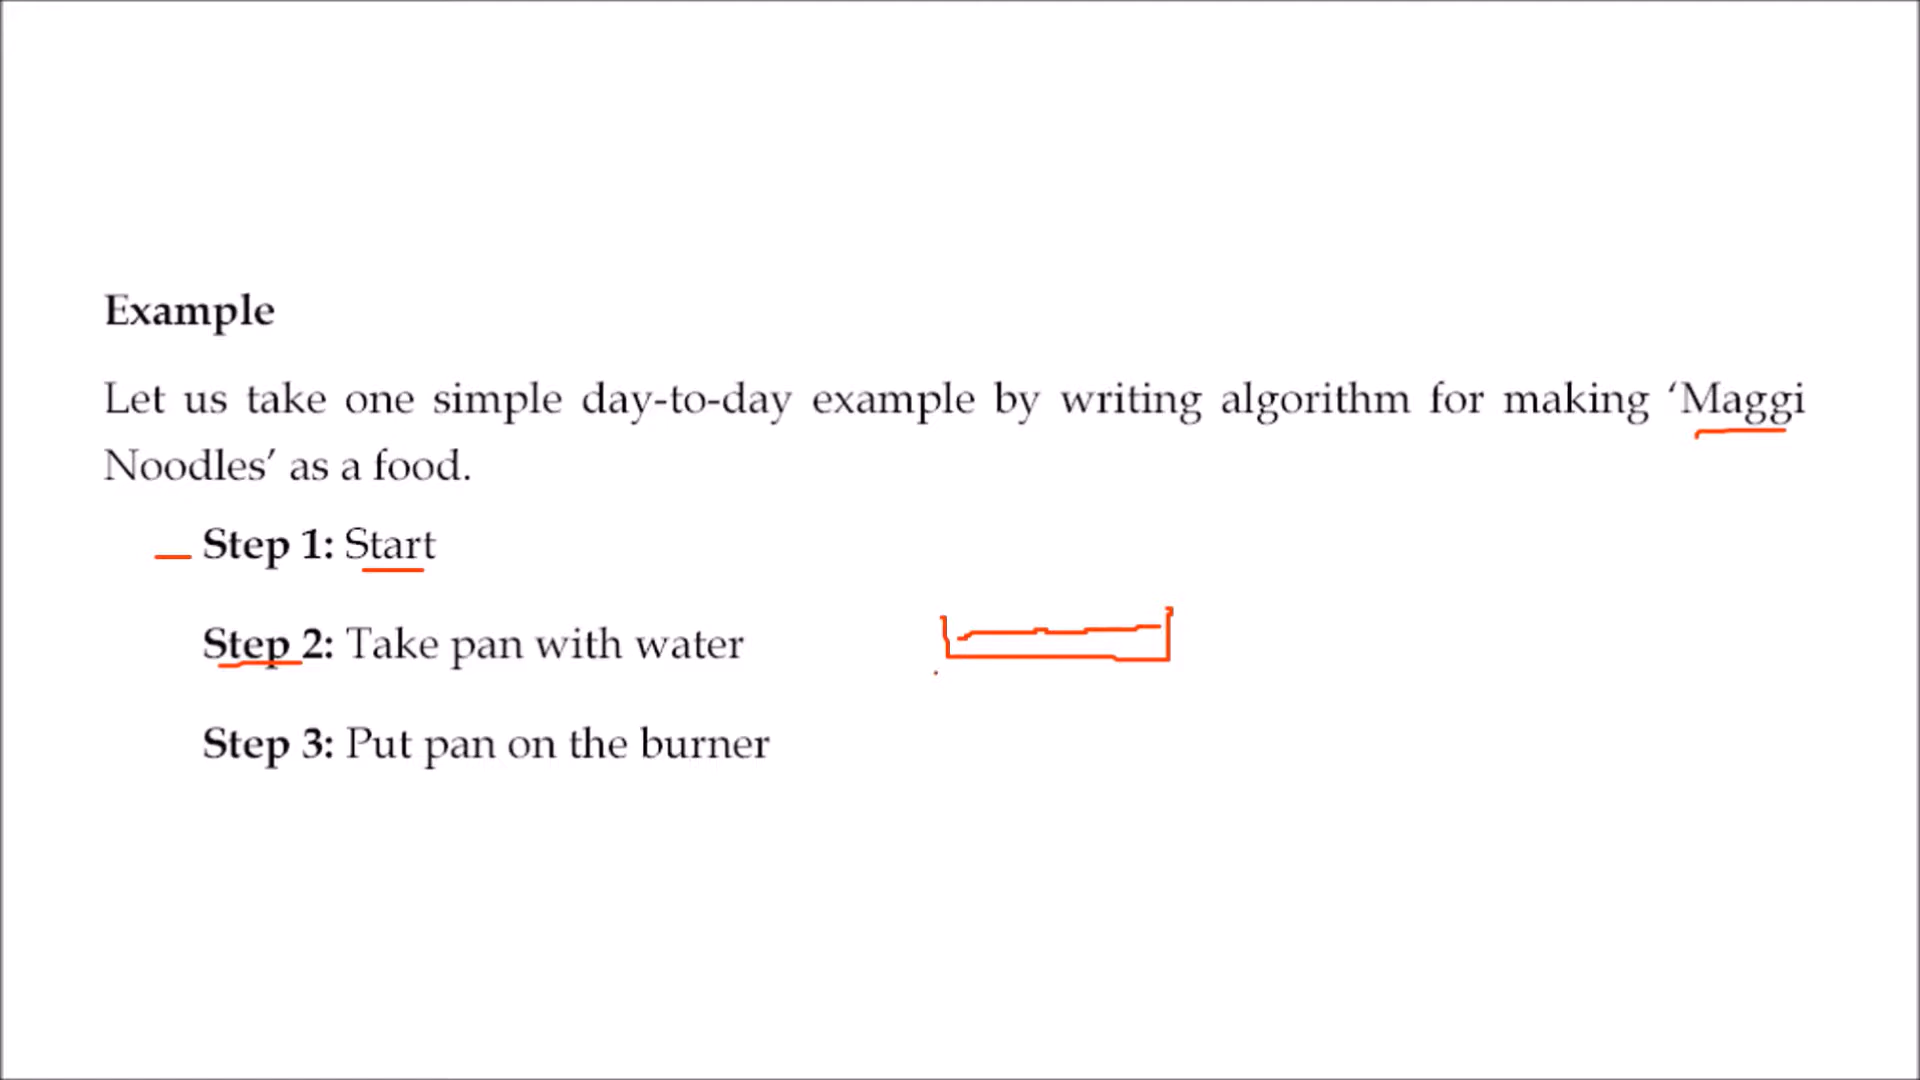 Example
Let us take one simple day-to-day example by writing algorithm for making ‘Maggi
Noodles’ as a food.
Step 1: Start
Step 2: Take pan with water
Step 3: Put pan on the burner